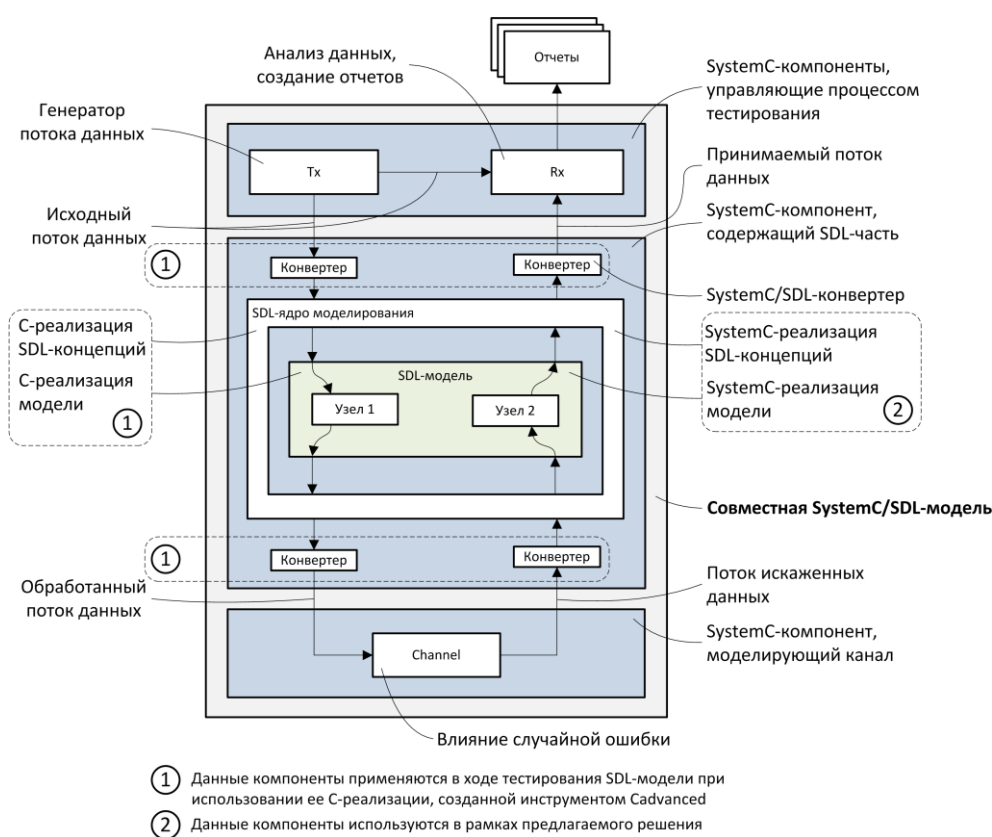 Отчеты
Анализ данных,
создание отчетов
SystemC-компоненты,
управляющие процессом
тестирования
Генератор
потока данных
Tx
Rx
Принимаемый поток
данных
Исходный
поток данных
SystemC-компонент,
содержащий SDL-часть
1
Конвертер
Конвертер
SystemC/SDL-конвертер
SDL-ядро моделирования
С-реализация
SDL-концепций
С-реализация
модели
1
SystemC-реализация
SDL-концепций
SystemC-реализация
модели
2
SDL-модель
Узел 1
Узел 2
Совместная SystemC/SDL-модель
1
Конвертер
Конвертер
Обработанный
поток данных
Поток искаженных
данных
Channel
SystemC-компонент,
моделирующий канал
Влияние случайной ошибки
1 Данные компоненты применяются в ходе тестирования SDL-модели при
использовании ее С-реализации, созданной инструментом Cadvanced
2 Данные компоненты используются в рамках предлагаемого решения